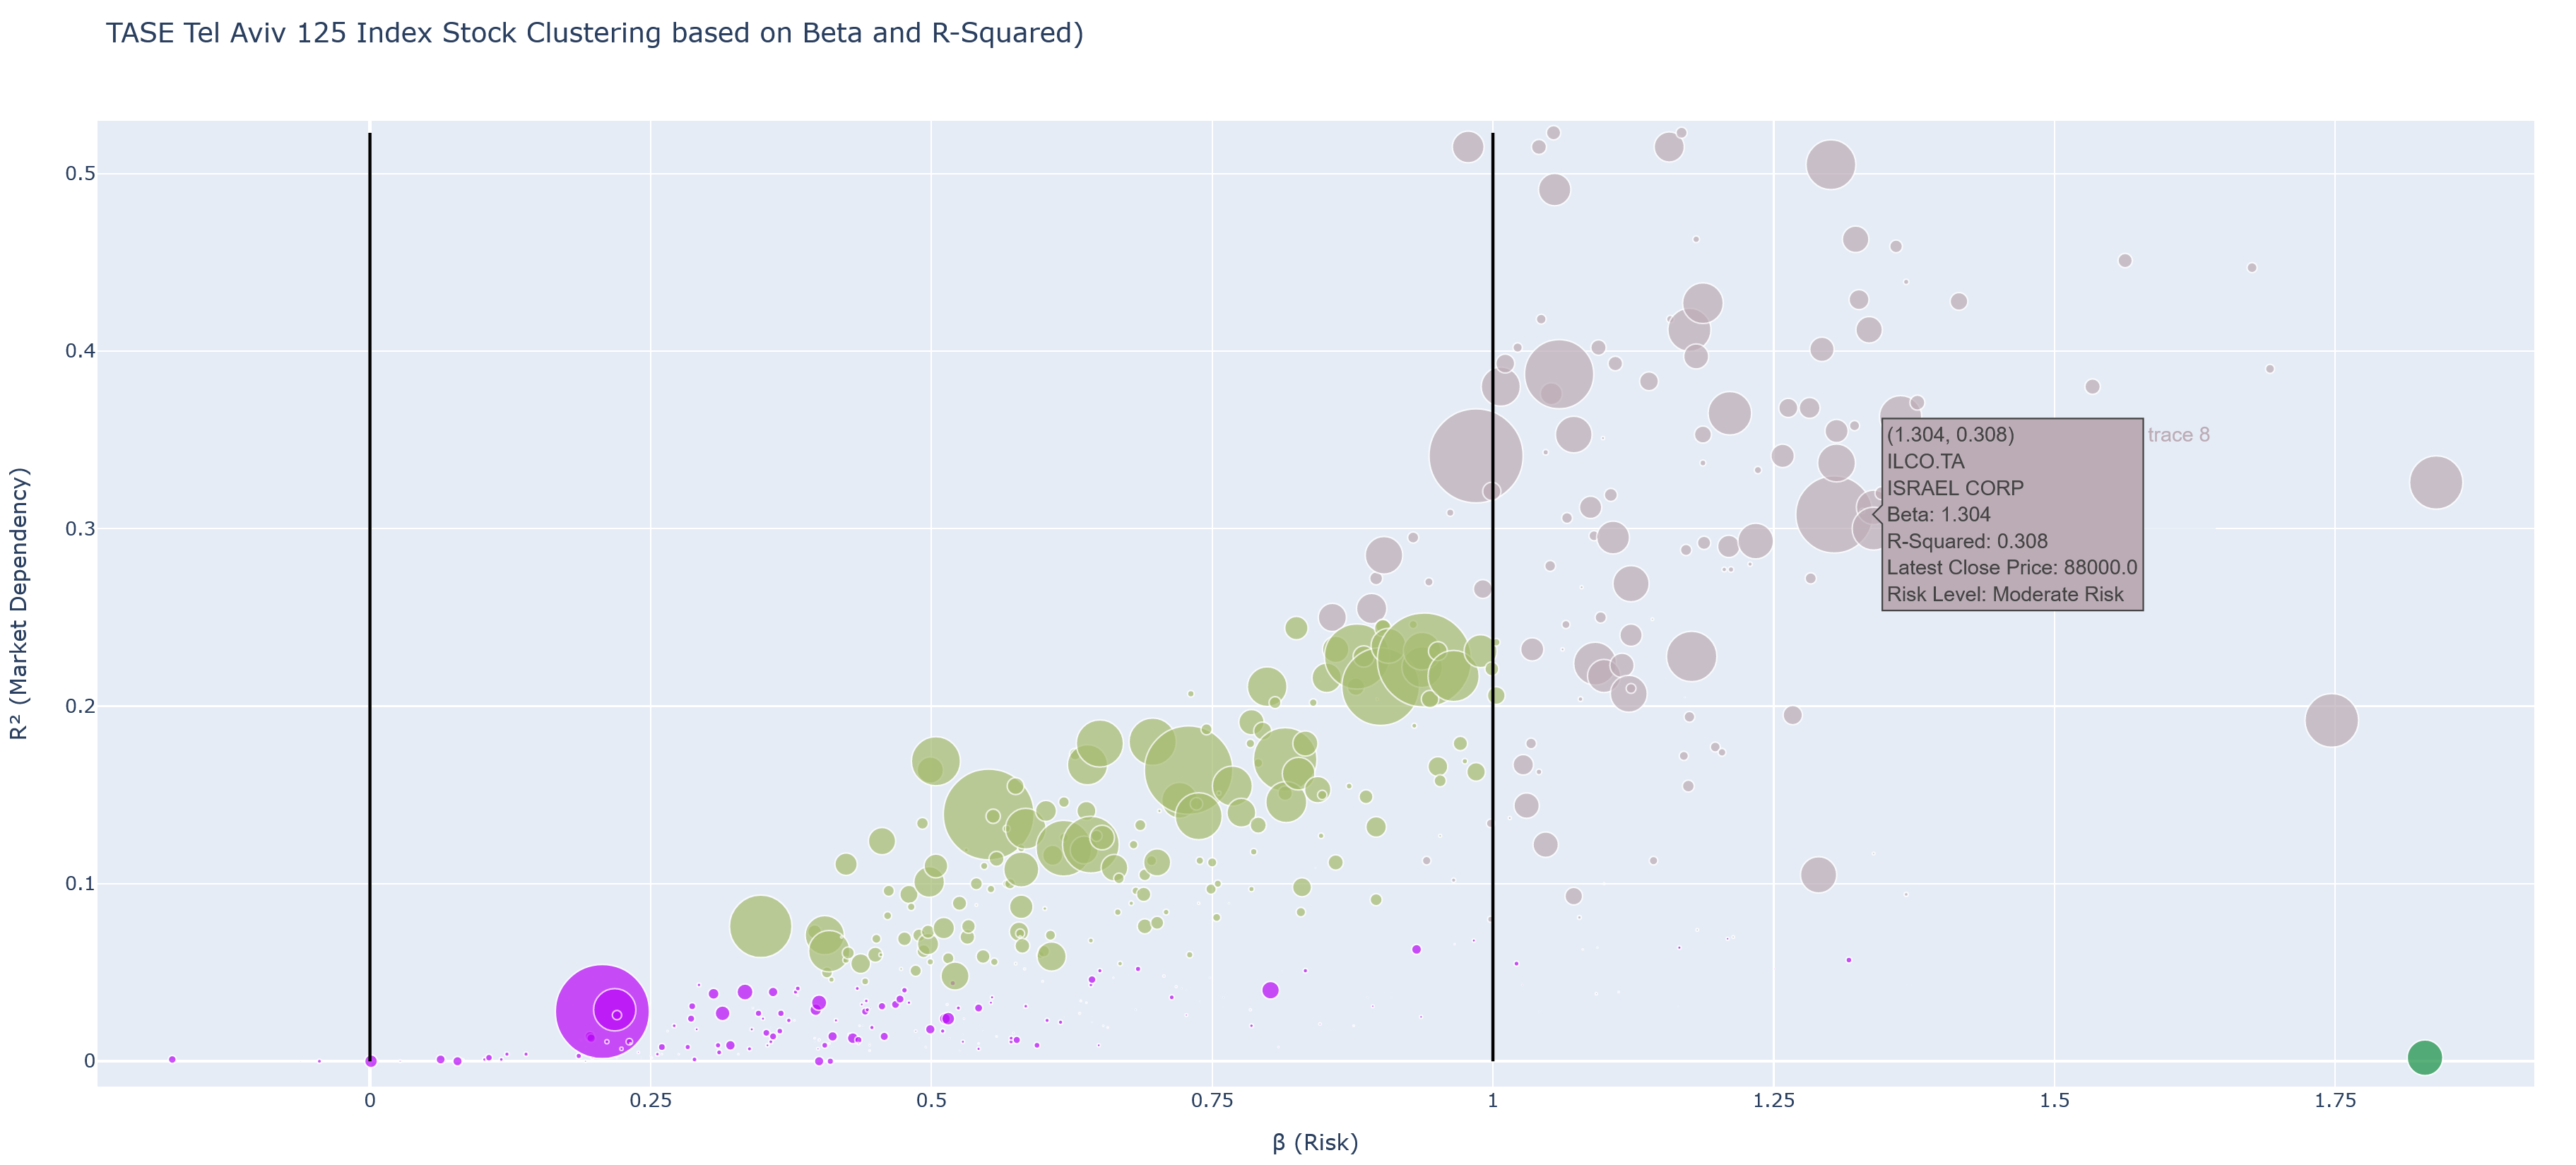 TASE Tel Aviv 125 Index Stock Clustering based on Beta and R-Squared)
R² (Market Dependency)
0.5
0.4
0.3
0.2
0.1
0
(1.304, 0.308)
ILCO.TA
ISRAEL CORP
Beta: 1.304
R-Squared: 0.308
Latest Close Price: 88000.0
Risk Level: Moderate Risk
trace 8
0
0.25
0.5
0.75
1
1.25
1.5
1.75
β (Risk)